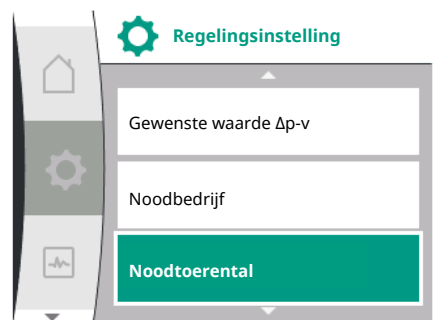 Regelingsinstelling
Gewenste waarde Δp-v
Noodbedrijf
Noodtoerental